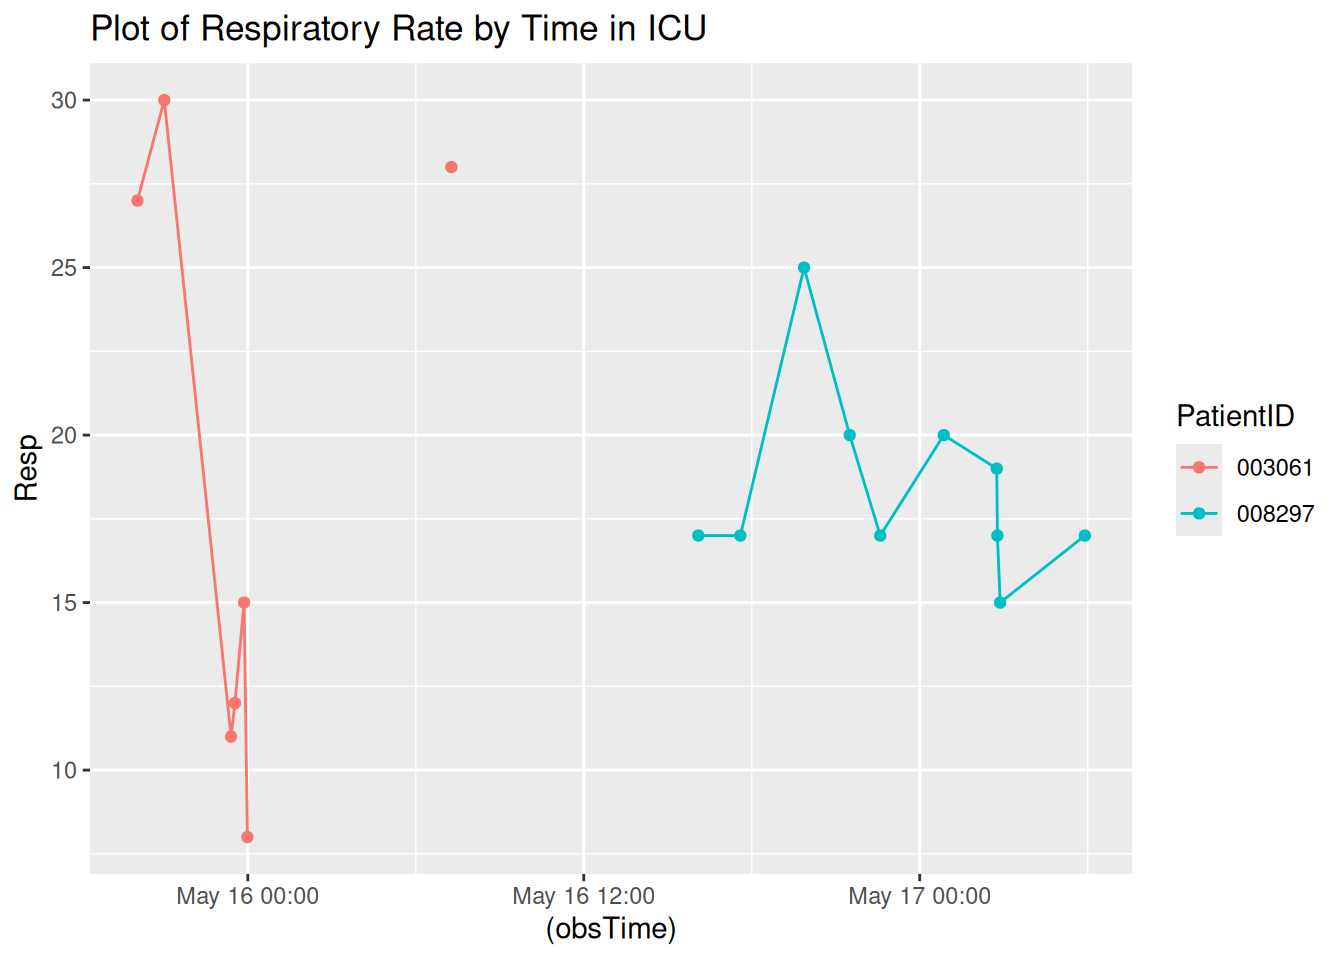 Plot of Respiratory Rate by Time in ICU
Resp
30
25
20
15
10
May 16 00:00
May 16 12:00
May 17 00:00
(obsTime)
PatientID
003061
008297